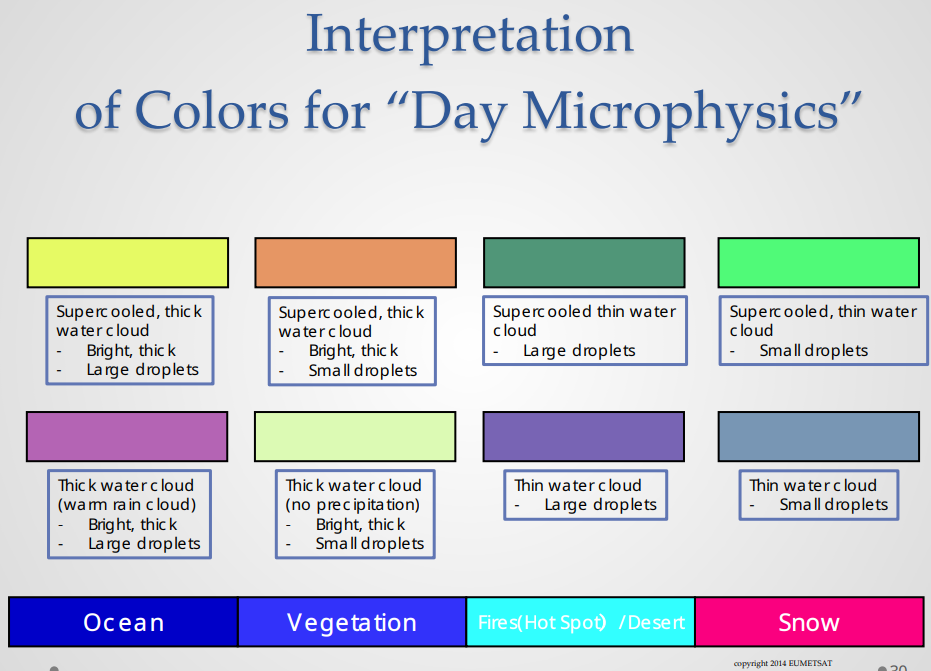 Interpretation
of Colors for “Day Microphysics”
Supercooled, thick
water cloud
- Bright, thick
- Large droplets
Supercooled, thick
water cloud
- Bright, thick
- Small droplets
Supercooled thin water
cloud
- Large droplets
Supercooled, thin water
cloud
- Small droplets
Thick water cloud
(warm rain cloud)
- Bright, thick
- Large droplets
Thick water cloud
(no precipitation)
- Bright, thick
- Small droplets
Thin water cloud
- Large droplets
Thin water cloud
- Small droplets
Ocean
Vegetation
Fires(Hot Spot) /Desert
Snow
copyright 2014 EUMETSAT